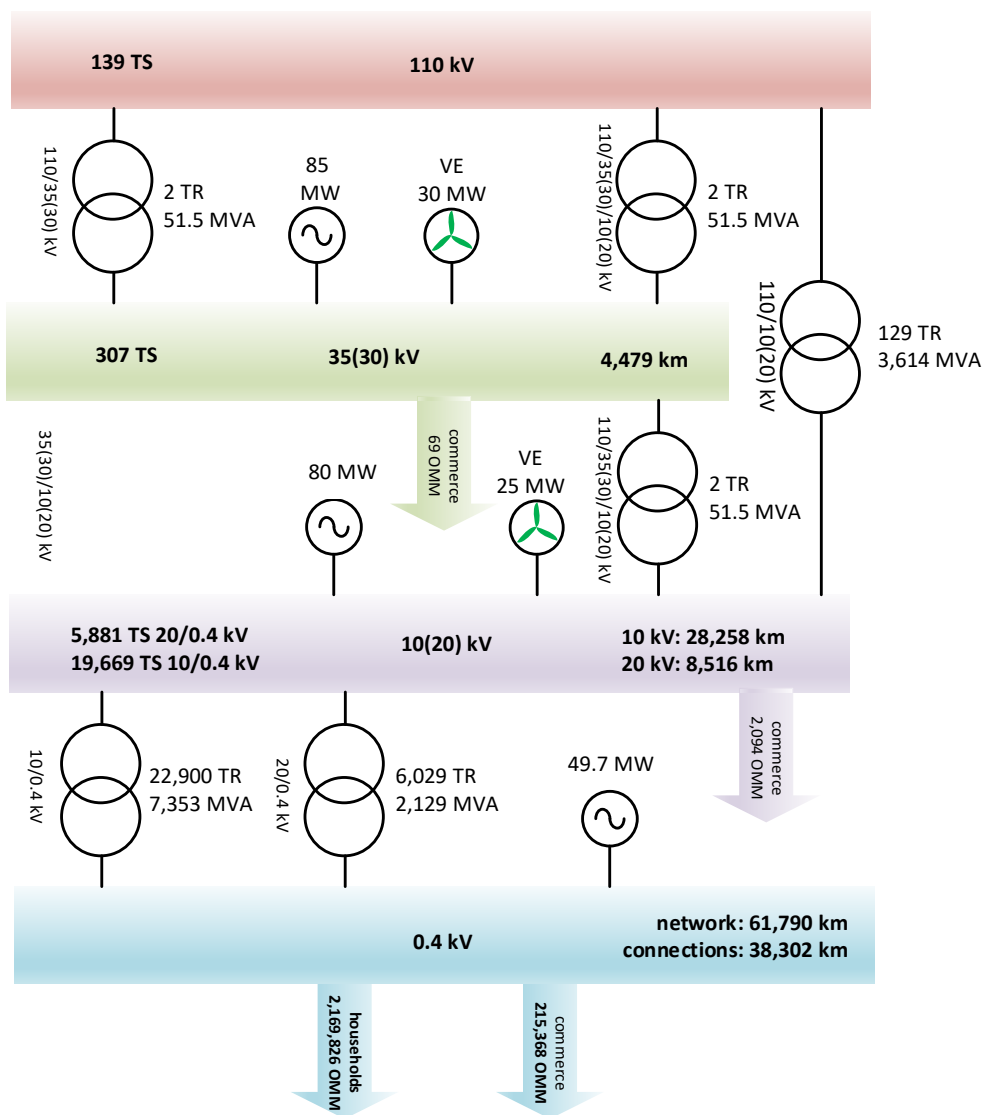 139 TS
110 kV
110/35(30) kV
2 TR
51.5 MVA
85
MW
VE
30 MW
110/35(30)/10(20) kV
2 TR
51.5 MVA
110/10(20) kV
129 TR
3,614 MVA
307 TS
35(30) kV
4,479 km
35(30)/10(20) kV
commerce
69 OMM
80 MW
VE
25 MW
110/35(30)/10(20) kV
2 TR
51.5 MVA
5,881 TS 20/0.4 kV
19,669 TS 10/0.4 kV
10(20) kV
10 kV: 28,258 km
20 kV: 8,516 km
commerce
2,094 OMM
10/0.4 kV
22,900 TR
7,353 MVA
20/0.4 kV
6,029 TR
2,129 MVA
49.7 MW
0.4 kV
network: 61,790 km
connections: 38,302 km
households
2,169,826 OMM
commerce
215,368 OMM